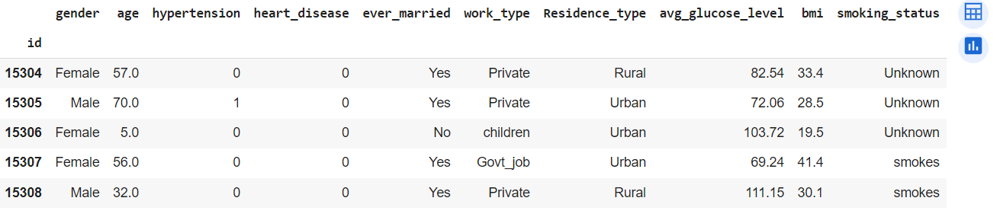 gender age hypertension heart_disease ever_married work_type Residence_type avg_glucose_level bmi smoking_status
id
15304 Female 57.0 0 0 Yes Private Rural 82.54 33.4 Unknown
15305 Male 70.0 1 0 Yes Private Urban 72.06 28.5 Unknown
15306 Female 5.0 0 0 No children Urban 103.72 19.5 Unknown
15307 Female 56.0 0 0 Yes Govt_job Urban 69.24 41.4 smokes
15308 Male 32.0 0 0 Yes Private Rural 111.15 30.1 smokes